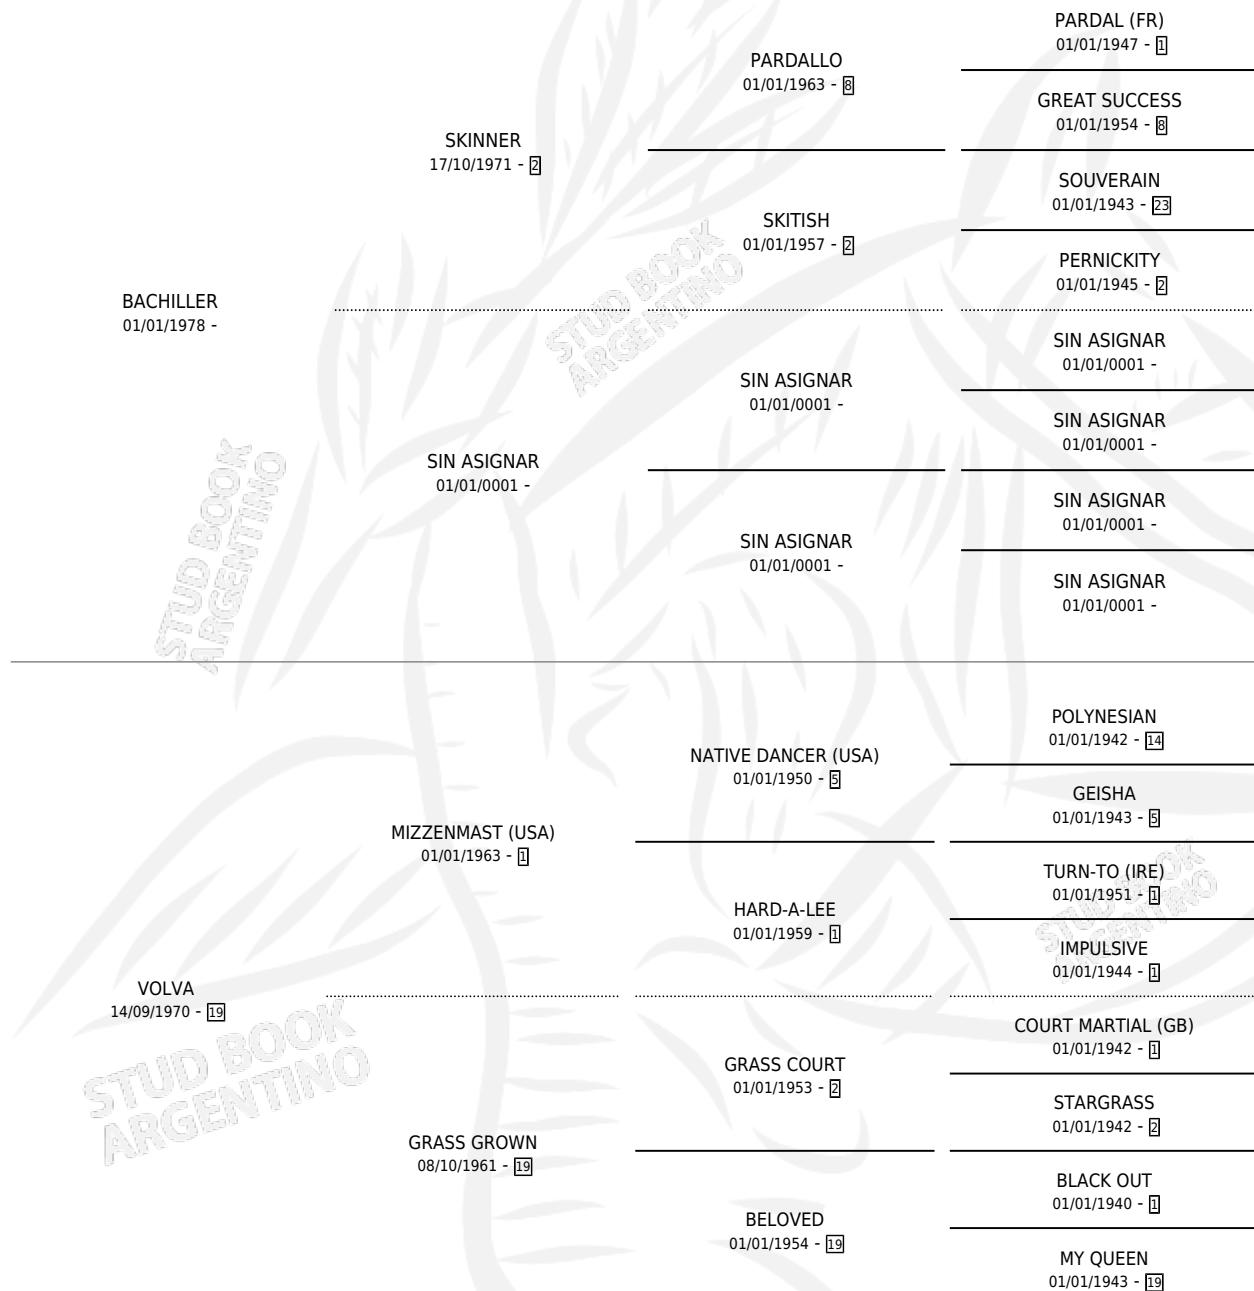 PARDAL (FR)
01/01/1947 - 1
PARDALLO
01/01/1963 - 8
GREAT SUCCESS
01/01/1954 - 8
SKINNER
17/10/1971 - 2
SOUVERAIN
01/01/1943 - 23
SKITISH
01/01/1957 - 2
PERNICKITY
01/01/1945 - 2
BACHILLER
01/01/1978 -
SIN ASIGNAR
01/01/0001 -
SIN ASIGNAR
01/01/0001 -
SIN ASIGNAR
01/01/0001 -
SIN ASIGNAR
01/01/0001 -
SIN ASIGNAR
01/01/0001 -
SIN ASIGNAR
01/01/0001 -
SIN ASIGNAR
01/01/0001 -
STUD BOOK
ARGENTINO
STUD BOOK
ARGENTINO
POLYNESIAN
01/01/1942 - 14
NATIVE DANCER (USA)
01/01/1950 - 5
GEISHA
01/01/1943 - 5
MIZZENMAST (USA)
01/01/1963 - 1
TURN-TO (IRE)
01/01/1951 - 1
HARD-A-LEE
01/01/1959 - 1
IMPULSIVE
01/01/1944 - 1
VOLVA
14/09/1970 - 19
COURT MARTIAL (GB)
01/01/1942 - 1
GRASS COURT
01/01/1953 - 2
STARGRASS
01/01/1942 - 2
GRASS GROWN
08/10/1961 - 19
BLACK OUT
01/01/1940 - 1
BELOVED
01/01/1954 - 19
MY QUEEN
01/01/1943 - 19
STUD BOOK
ARGENTINO
STUD BOOK
ARGENTINO